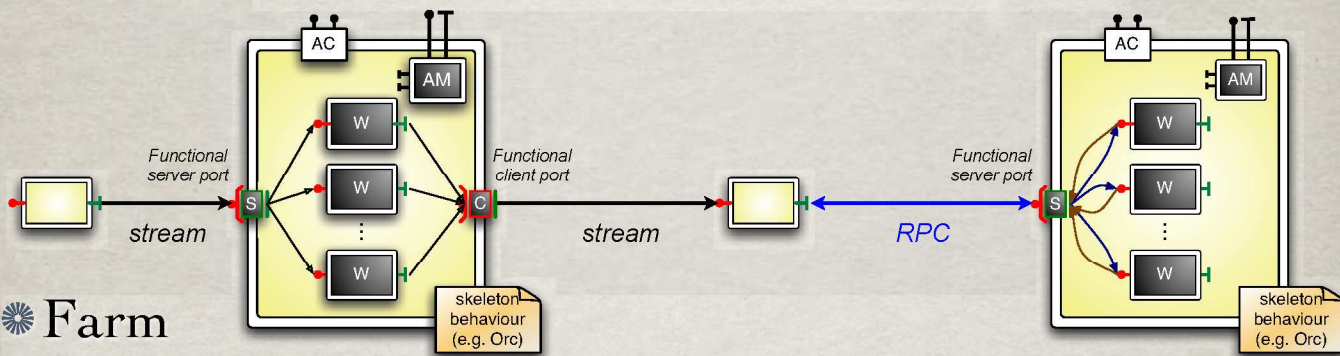 AC
AM
W
W
⋮
W
Functional
server port
S
stream
Functional
client port
C
stream
RPC
Functional
server port
S
AC
AM
W
W
⋮
W
skeleton
behaviour
(e.g. Orc)
skeleton
behaviour
(e.g. Orc)
Farm